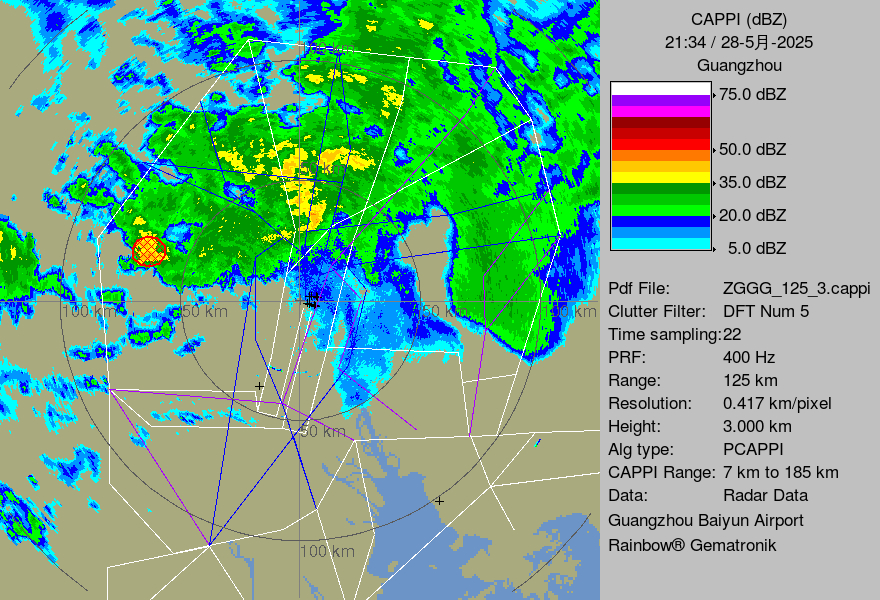 CAPPI (dBZ)
21:34 / 28-5月-2025
Guangzhou
75.0 dBZ
50.0 dBZ
35.0 dBZ
20.0 dBZ
5.0 dBZ
Pdf File: ZGGG_125_3.cappi
Clutter Filter: DFT Num 5
Time sampling:22
PRF: 400 Hz
Range: 125 km
Resolution: 0.417 km/pixel
Height: 3.000 km
Alg type: PCAPPI
CAPPI Range: 7 km to 185 km
Data: Radar Data
Guangzhou Baiyun Airport
Rainbow® Gematronik
100 km
50 km
50 km
100 km
50 km
100 km